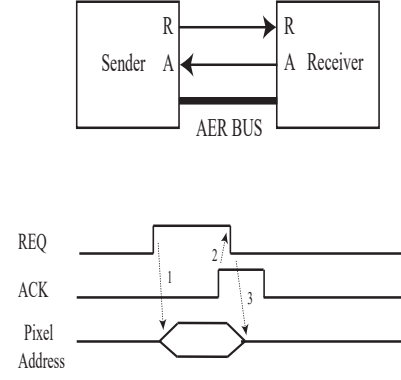 R R
Sender A A Receiver
AER BUS
REQ
2
1
ACK
3
Pixel
Address